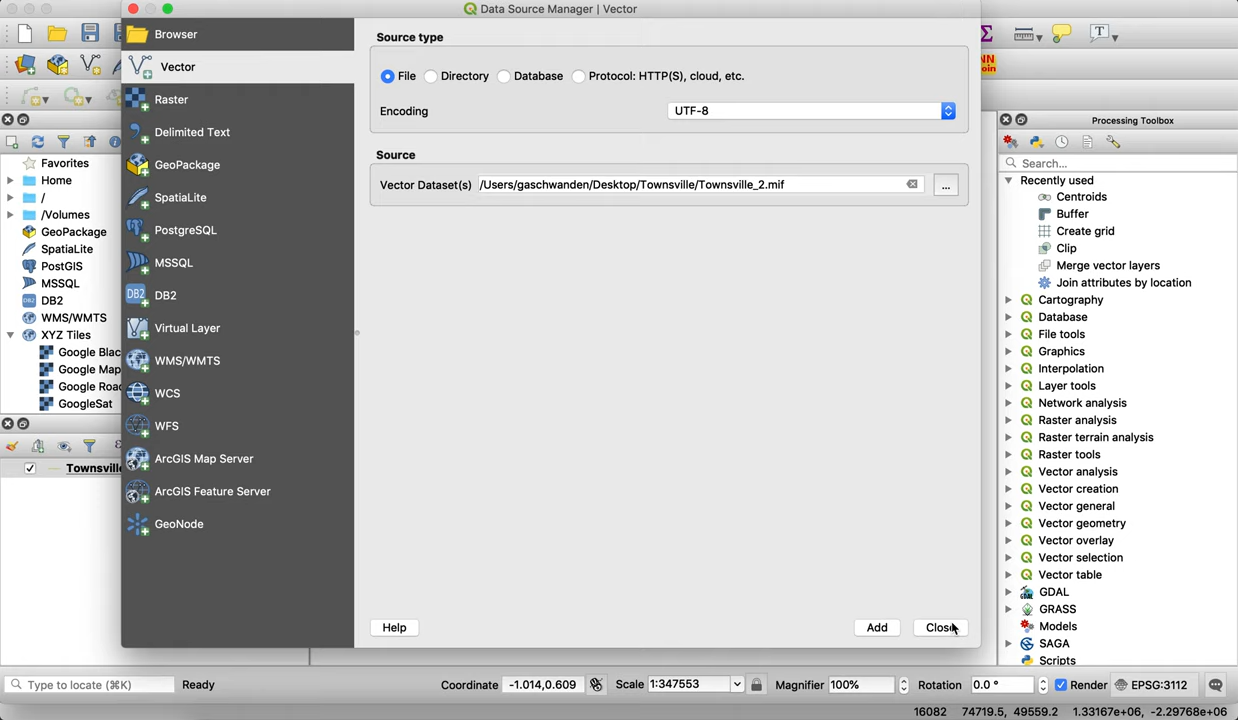 Data Source Manager | Vector
Browser
Vector
Raster
Delimited Text
GeoPackage
SpatiaLite
PostgreSQL
MSSQL
DB2
DB2
Virtual Layer
WMS/WMTS
WCS
WFS
ArcGIS Map Server
ArcGIS Feature Server
GeoNode
Source type
File
Directory
Database
Protocol: HTTP(S), cloud, etc.
Encoding
UTF-8
Source
Vector Dataset(s)
/Users/gaschwanden/Desktop/Townsville/Townsville_2.mif
...
Help
Add
Close
Favorites
Home
/
/Volumes
GeoPackage
SpatiaLite
PostGIS
MSSQL
DB2
WMS/WMTS
XYZ Tiles
Google Blac
Google Map
Google Road
GoogleSat
Townsville
Processing Toolbox
Search...
Recently used
Centroids
Buffer
Create grid
Clip
Merge vector layers
Join attributes by location
Cartography
Database
File tools
Graphics
Interpolation
Layer tools
Network analysis
Raster analysis
Raster terrain analysis
Raster tools
Vector analysis
Vector creation
Vector general
Vector geometry
Vector overlay
Vector selection
Vector table
GDAL
GRASS
Models
SAGA
Scripts
Type to locate (⌘K)
Ready
Coordinate
-1.014,0.609
Scale
1:347553
Magnifier
100%
Rotation
0.0 °
Render
EPSG:3112
16082 74719.5, 49559.2 1.33167e+06, -2.29768e+06